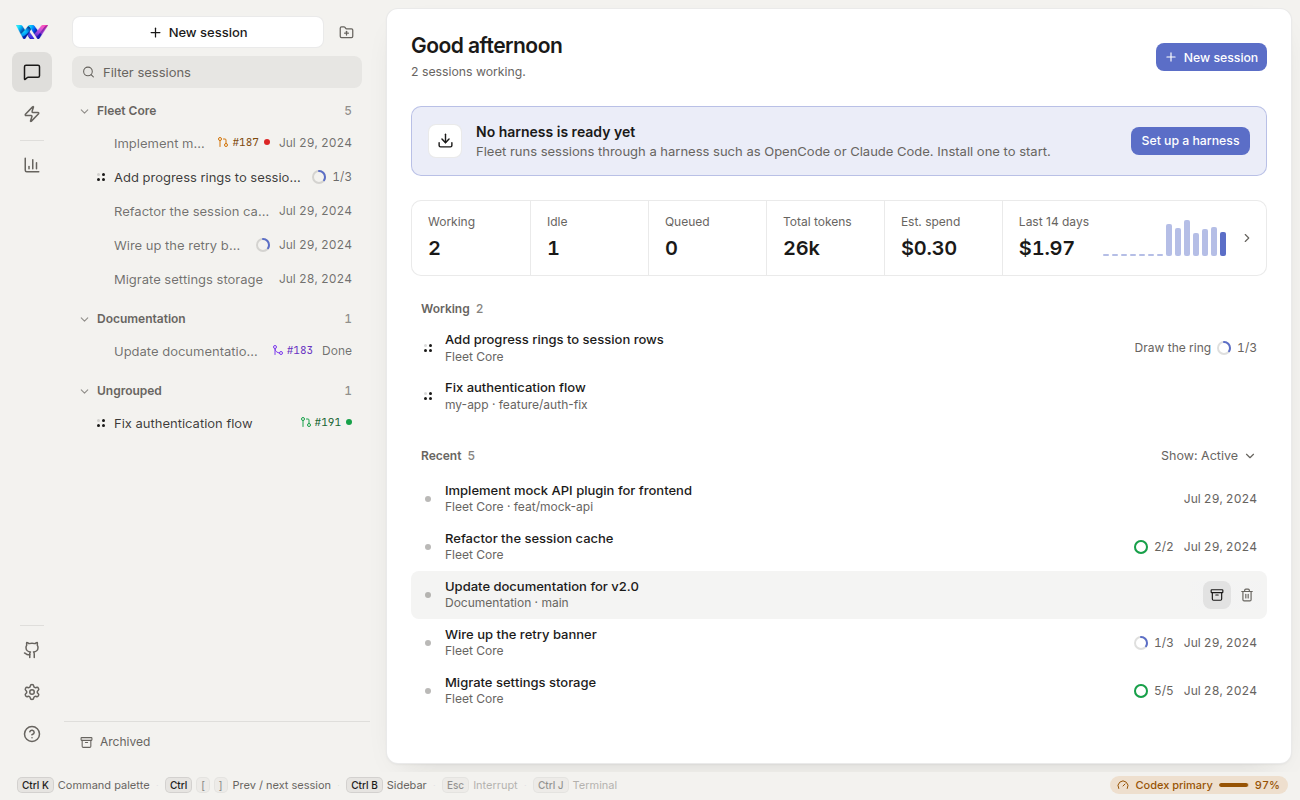 New session
Filter sessions
Fleet Core 5
Implement m... #187 Jul 29, 2024
Add progress rings to sessio... 1/3
Refactor the session ca... Jul 29, 2024
Wire up the retry b... Jul 29, 2024
Migrate settings storage Jul 28, 2024
Documentation 1
Update documentatio... #183 Done
Ungrouped 1
Fix authentication flow #191
Archived
Good afternoon
2 sessions working.
New session
No harness is ready yet
Fleet runs sessions through a harness such as OpenCode or Claude Code. Install one to start.
Set up a harness
Working Idle Queued Total tokens Est. spend Last 14 days
2 1 0 26k $0.30 $1.97
Working 2
Add progress rings to session rows
Fleet Core
Draw the ring 1/3
Fix authentication flow
my-app · feature/auth-fix
Recent 5
Show: Active
Implement mock API plugin for frontend
Fleet Core · feat/mock-api
Jul 29, 2024
Refactor the session cache
Fleet Core
2/2 Jul 29, 2024
Update documentation for v2.0
Documentation · main
Wire up the retry banner
Fleet Core
1/3 Jul 29, 2024
Migrate settings storage
Fleet Core
5/5 Jul 28, 2024
Ctrl K Command palette Ctrl [ ] Prev / next session Ctrl B Sidebar Esc Interrupt Ctrl J Terminal
Codex primary 97%